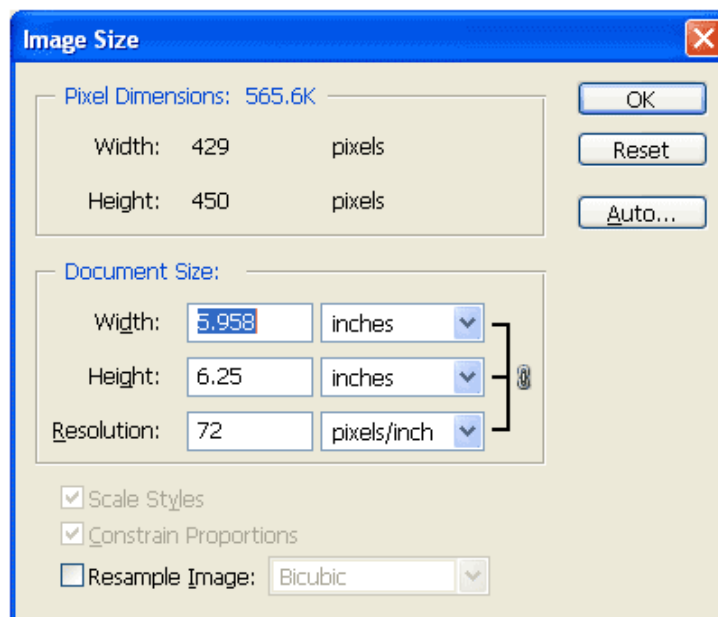 Image Size
Pixel Dimensions: 565.6K
OK
Width: 429 pixels
Reset
Height: 450 pixels
Auto...
Document Size:
Width: 5.958 inches
Height: 6.25 inches
Resolution: 72 pixels/inch
Scale Styles
Constrain Proportions
Resample Image: Bicubic